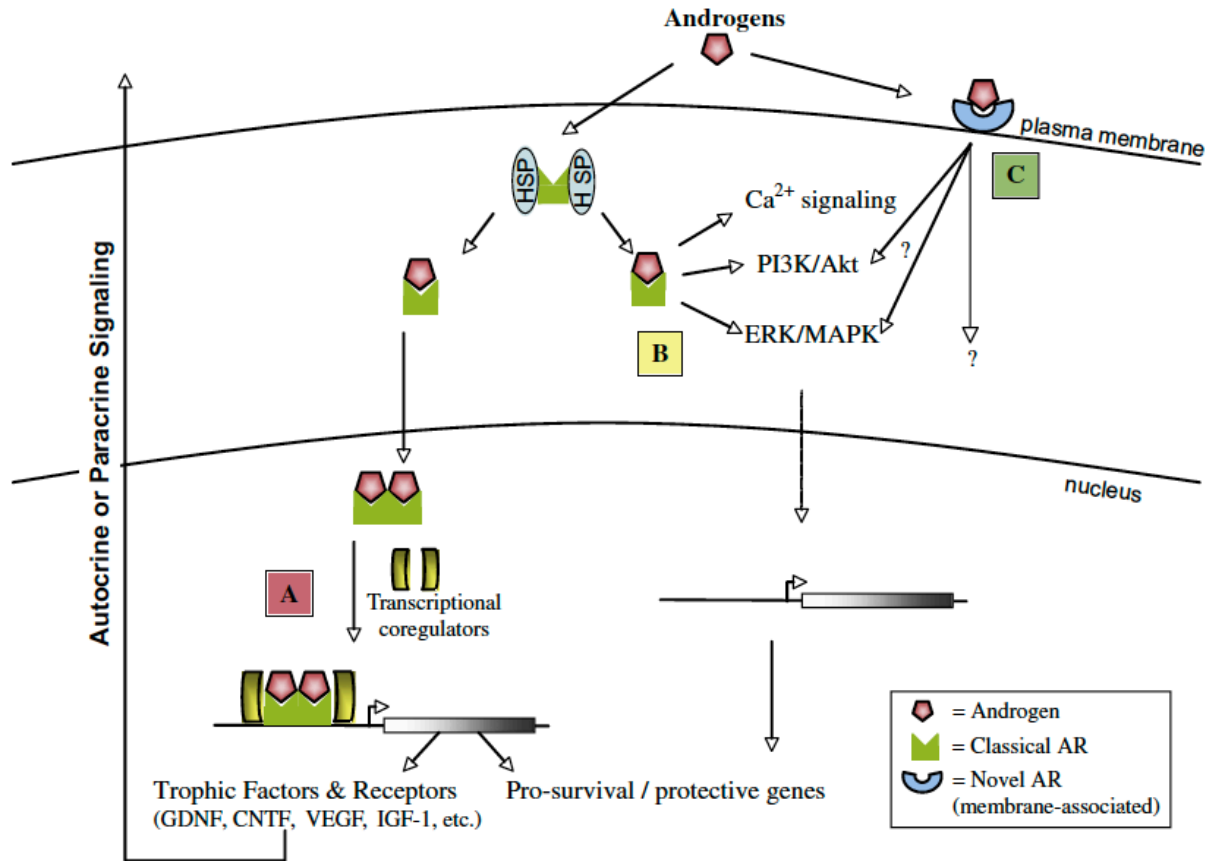 Androgens
plasma membrane
C
HSP
H SP
Ca2+ signaling
?
PI3K/Akt
ERK/MAPK
?
B
Autocrine or Paracrine Signaling
nucleus
A
Transcriptional
coregulators
Trophic Factors & Receptors
(GDNF, CNTF, VEGF, IGF-1, etc.)
Pro-survival / protective genes
= Androgen
= Classical AR
= Novel AR
(membrane-associated)